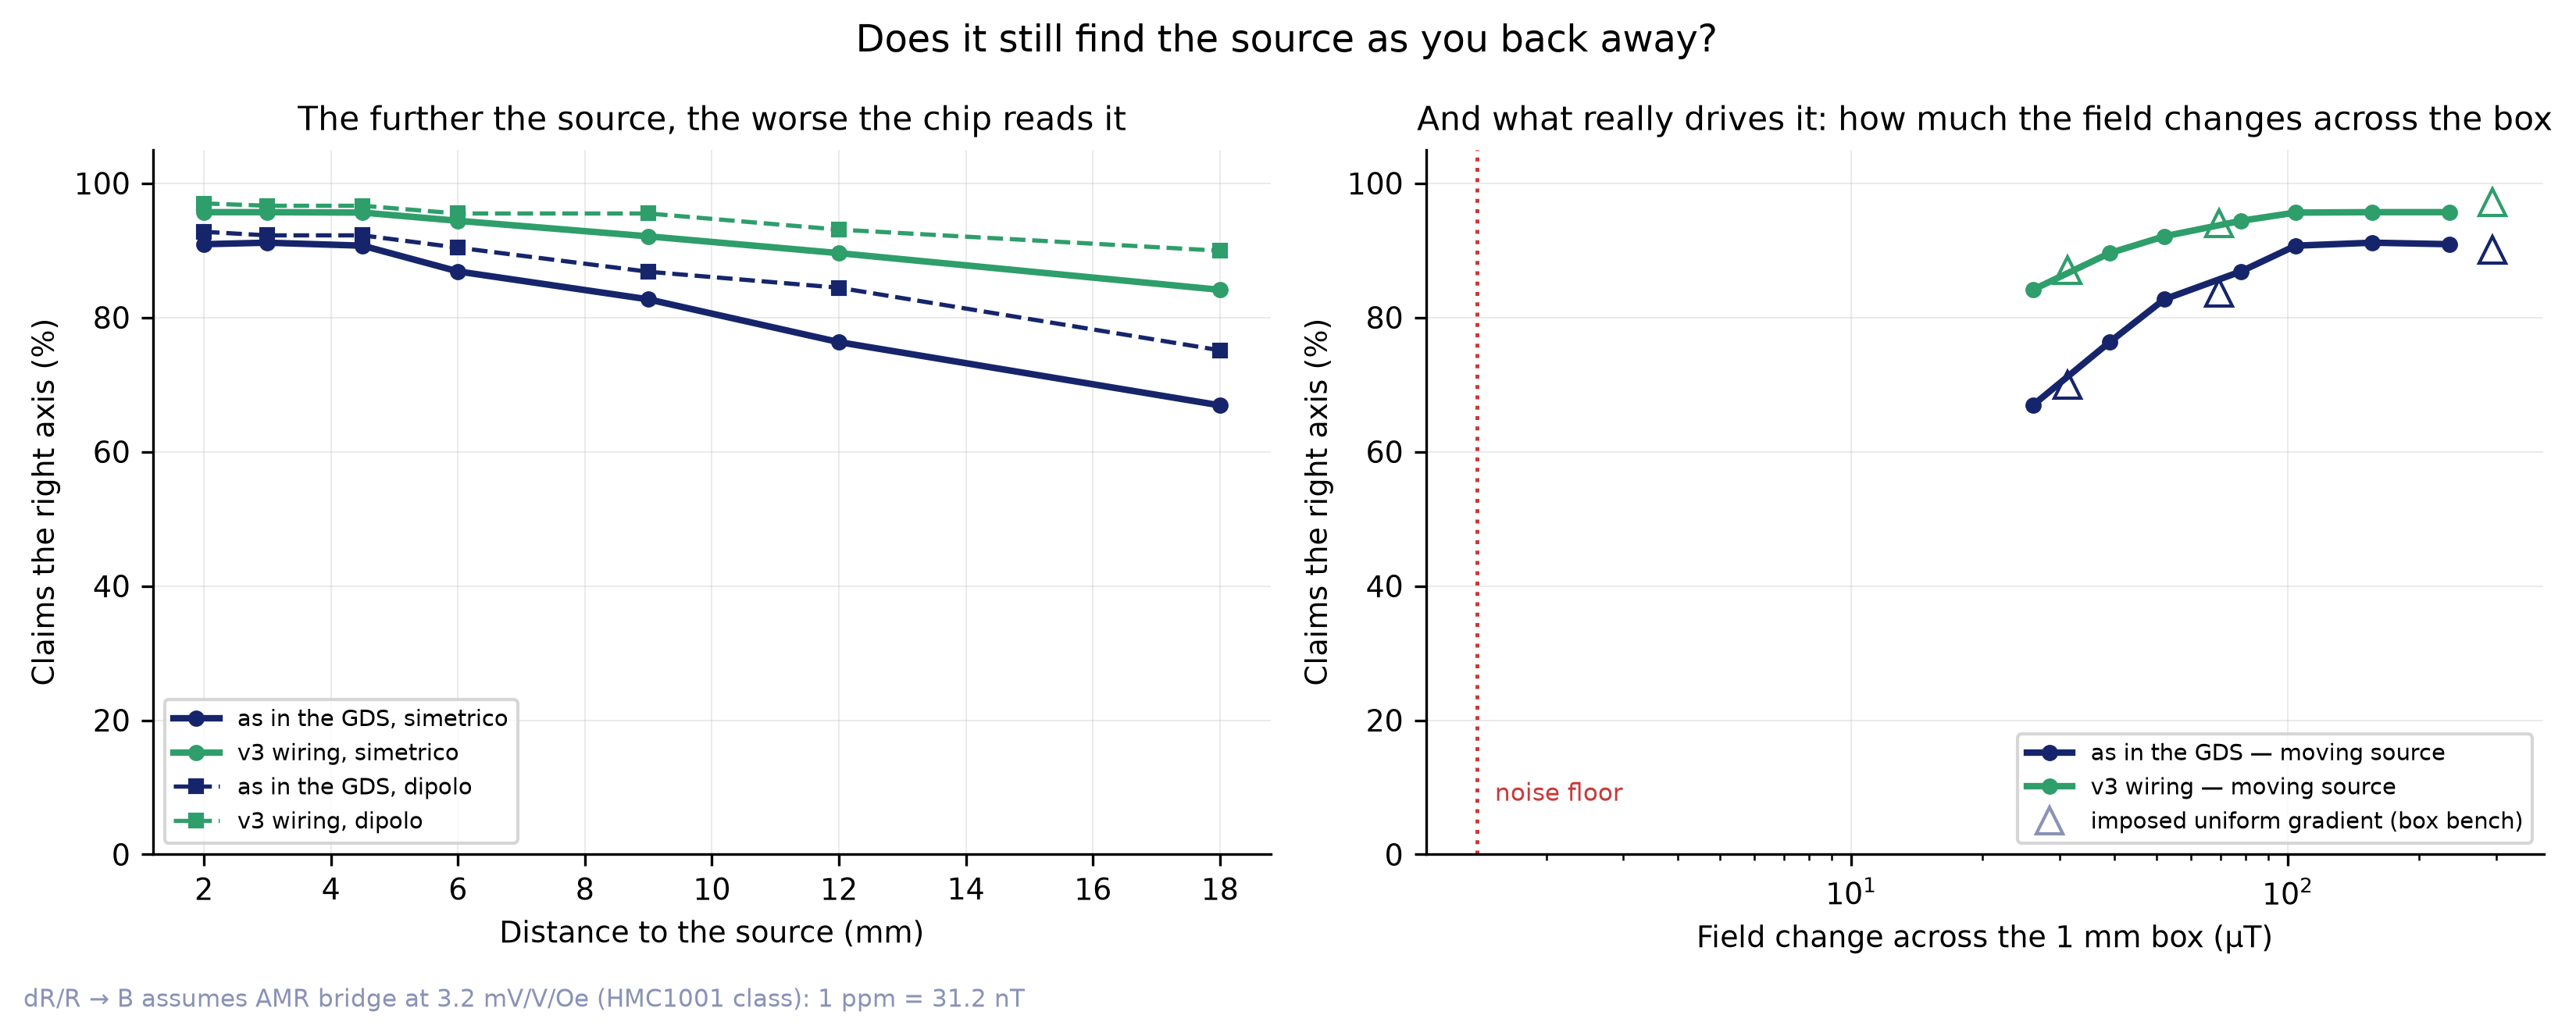 Does it still find the source as you back away?
The further the source, the worse the chip reads it
Claims the right axis (%)
100
80
60
40
20
0
2
4
6
8
10
12
14
16
18
Distance to the source (mm)
as in the GDS, simetrico
v3 wiring, simetrico
as in the GDS, dipolo
v3 wiring, dipolo
And what really drives it: how much the field changes across the box
Claims the right axis (%)
100
80
60
40
20
0
10¹
10²
Field change across the 1 mm box (µT)
noise floor
as in the GDS — moving source
v3 wiring — moving source
imposed uniform gradient (box bench)
dR/R → B assumes AMR bridge at 3.2 mV/V/Oe (HMC1001 class): 1 ppm = 31.2 nT